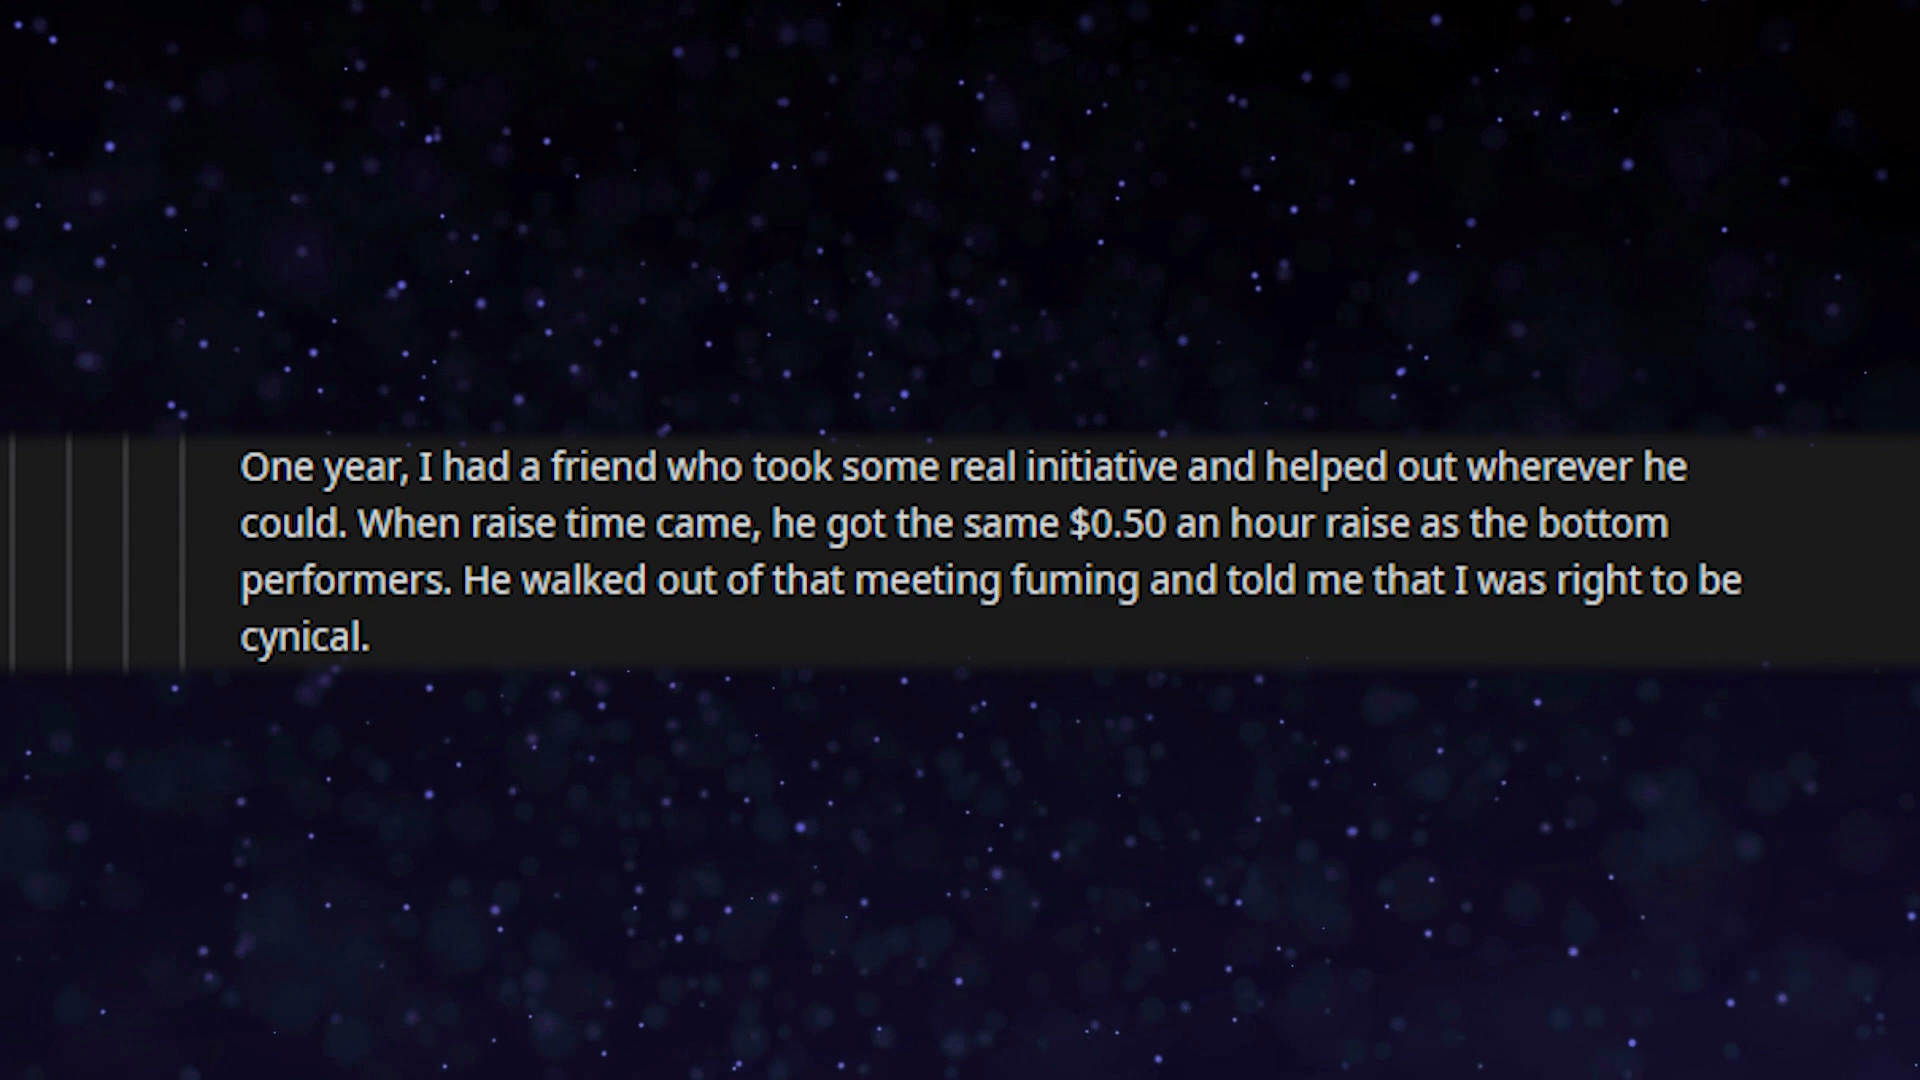 One year, I had a friend who took some real initiative and helped out wherever he
could. When raise time came, he got the same $0.50 an hour raise as the bottom
performers. He walked out of that meeting fuming and told me that I was right to be
cynical.